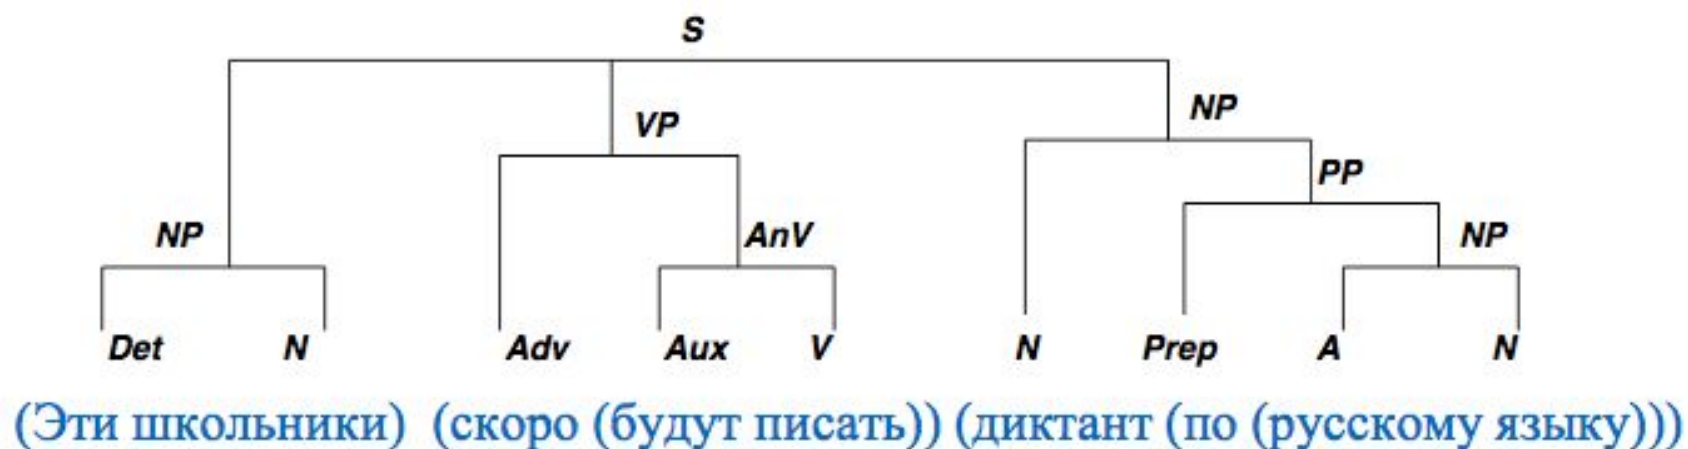 S
NP
VP
PP
NP
AnV
NP
Det N Adv Aux V N Prep A N
(Эти школьники) (скоро (будут писать)) (диктант (по (русскому языку)))